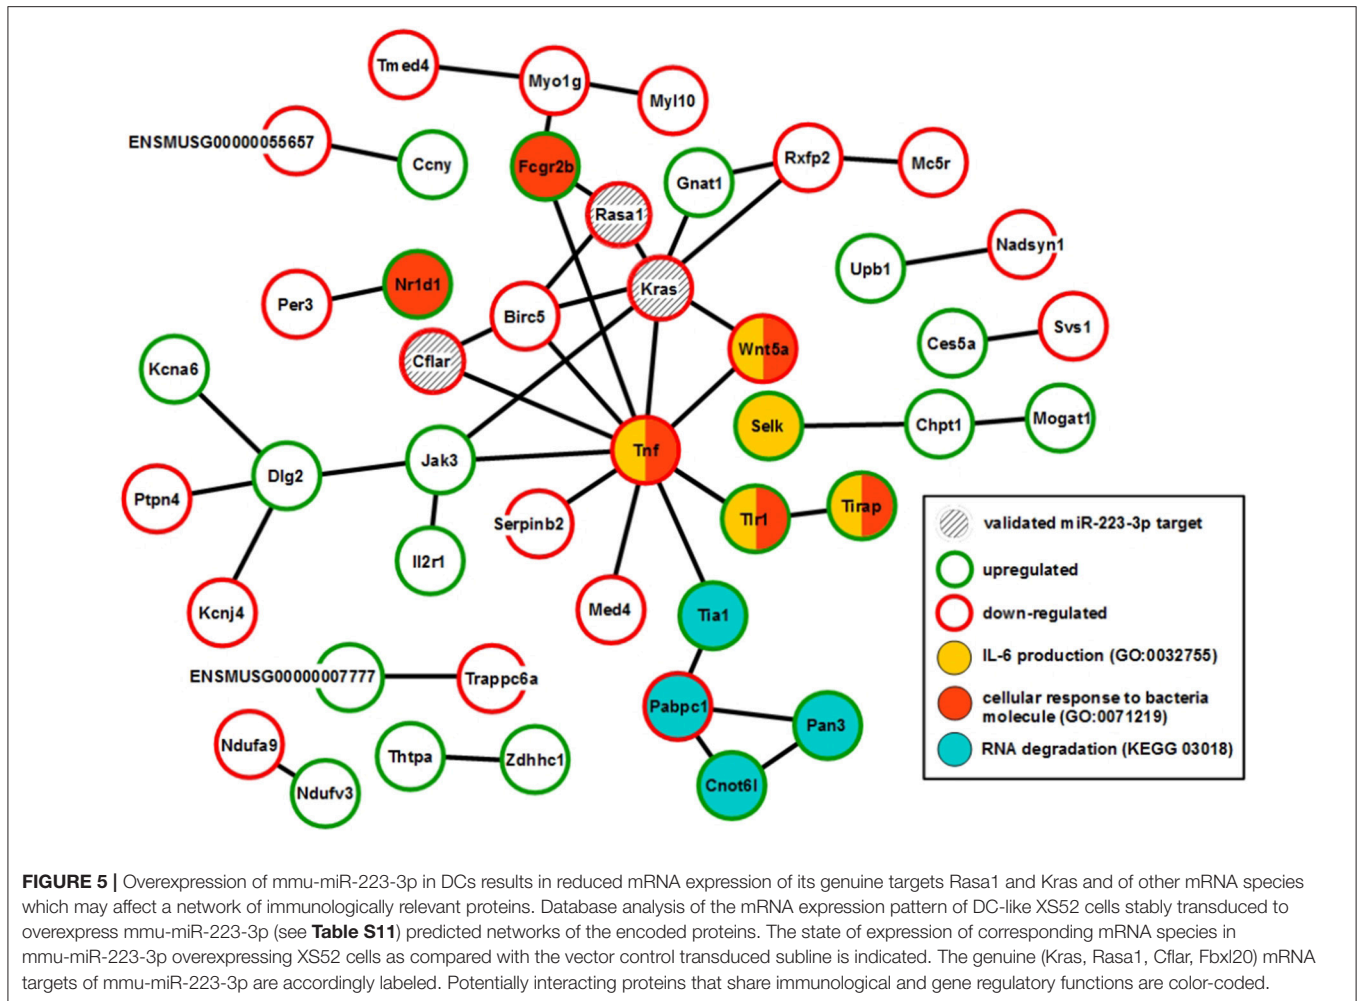 Tmed4
Myo1g
Myl10
ENSMUSG00000055657
Ccny
Fcgr2b
Rasa1
Gnat1
Rxfp2
Mc5r
Upb1
Nadsyn1
Per3
Nr1d1
Birc5
Kras
Cflar
Wnt5a
Ces5a
Svs1
Kcna6
Selk
Chpt1
Mogat1
Ptpn4
Dlg2
Jak3
Tnf
Serpinb2
Tlr1
Tirap
Kcnj4
Il2r1
Med4
Tia1
ENSMUSG00000007777
Trappc6a
Pabpc1
Pan3
Cnot6l
Ndufa9
Ndufv3
Thtpa
Zdhhc1
validated miR-223-3p target
upregulated
down-regulated
IL-6 production (GO:0032755)
cellular response to bacteria
molecule (GO:0071219)
RNA degradation (KEGG 03018)
FIGURE 5 | Overexpression of mmu-miR-223-3p in DCs results in reduced mRNA expression of its genuine targets Rasa1 and Kras and of other mRNA species
which may affect a network of immunologically relevant proteins. Database analysis of the mRNA expression pattern of DC-like XS52 cells stably transduced to
overexpress mmu-miR-223-3p (see Table S11) predicted networks of the encoded proteins. The state of expression of corresponding mRNA species in
mmu-miR-223-3p overexpressing XS52 cells as compared with the vector control transduced subline is indicated. The genuine (Kras, Rasa1, Cflar, Fbxl20) mRNA
targets of mmu-miR-223-3p are accordingly labeled. Potentially interacting proteins that share immunological and gene regulatory functions are color-coded.